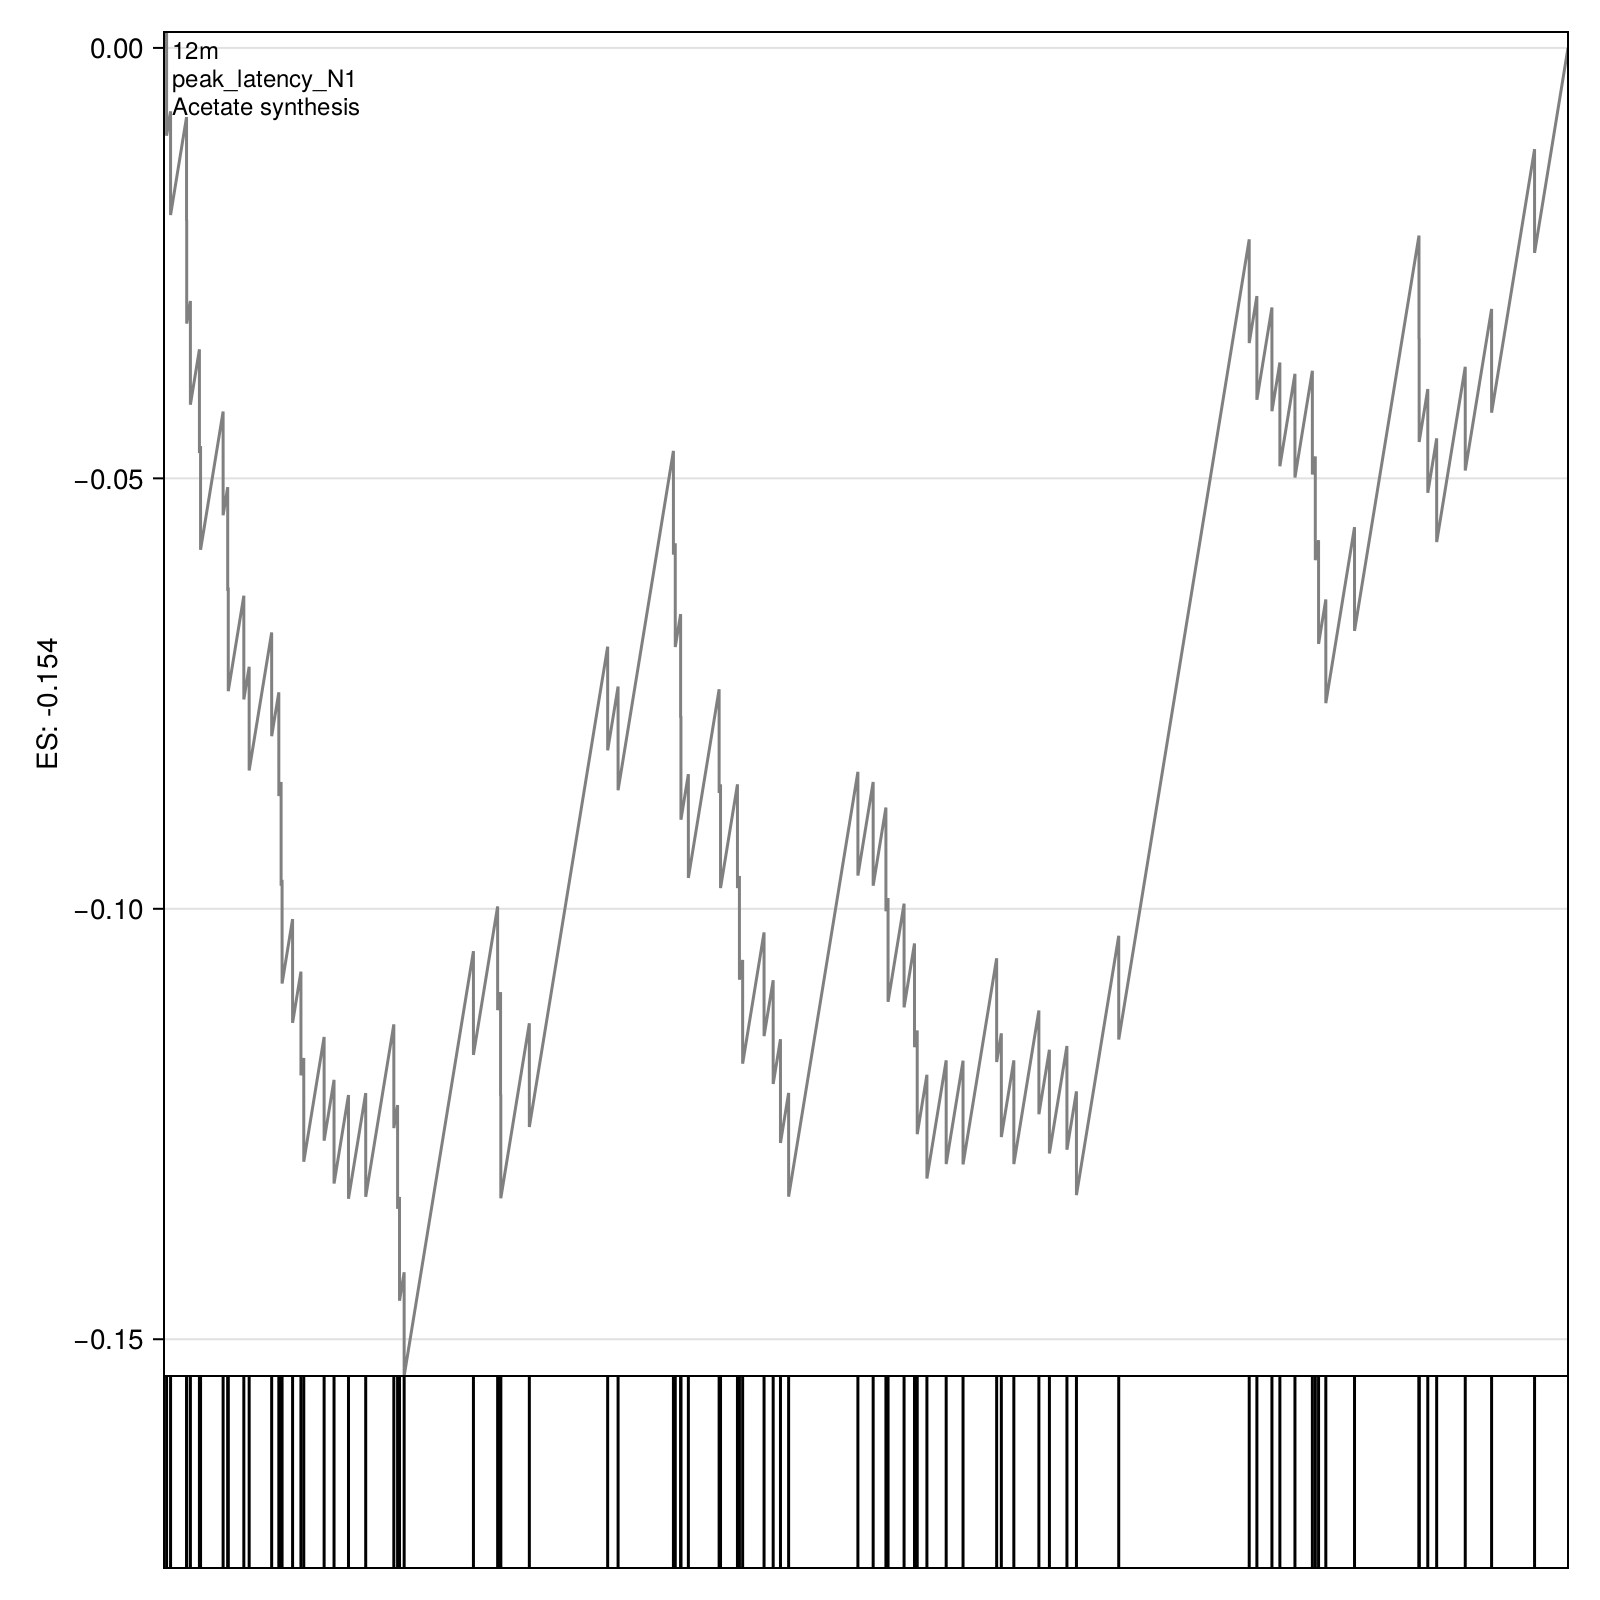 0.00
12m
peak_latency_N1
Acetate synthesis
−0.05
ES: -0.154
−0.10
−0.15